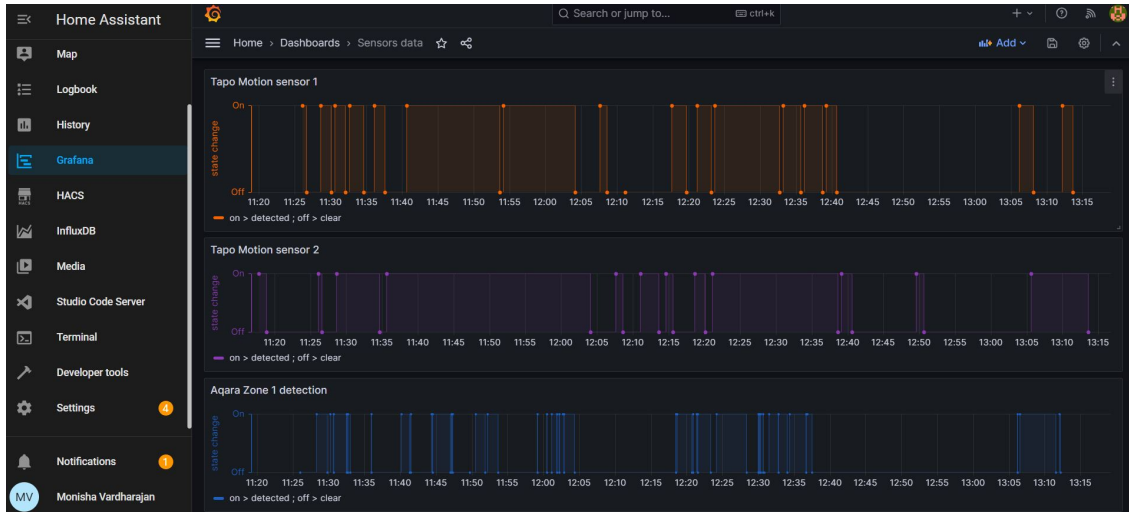 Home Assistant
Map
Logbook
History
Grafana
HACS
HACS
InfluxDB
Media
Studio Code Server
Terminal
Developer tools
Settings 4
Notifications 1
MV Monisha Vardharajan
Search or jump to... ctrl+k
Home > Dashboards > Sensors data
Add
Tapo Motion sensor 1
On
state change
Off
11:20 11:25 11:30 11:35 11:40 11:45 11:50 11:55 12:00 12:05 12:10 12:15 12:20 12:25 12:30 12:35 12:40 12:45 12:50 12:55 13:00 13:05 13:10 13:15
on > detected ; off > clear
Tapo Motion sensor 2
On
state change
Off
11:20 11:25 11:30 11:35 11:40 11:45 11:50 11:55 12:00 12:05 12:10 12:15 12:20 12:25 12:30 12:35 12:40 12:45 12:50 12:55 13:00 13:05 13:10 13:15
on > detected ; off > clear
Aqara Zone 1 detection
On
state change
Off
11:20 11:25 11:30 11:35 11:40 11:45 11:50 11:55 12:00 12:05 12:10 12:15 12:20 12:25 12:30 12:35 12:40 12:45 12:50 12:55 13:00 13:05 13:10 13:15
on > detected ; off > clear